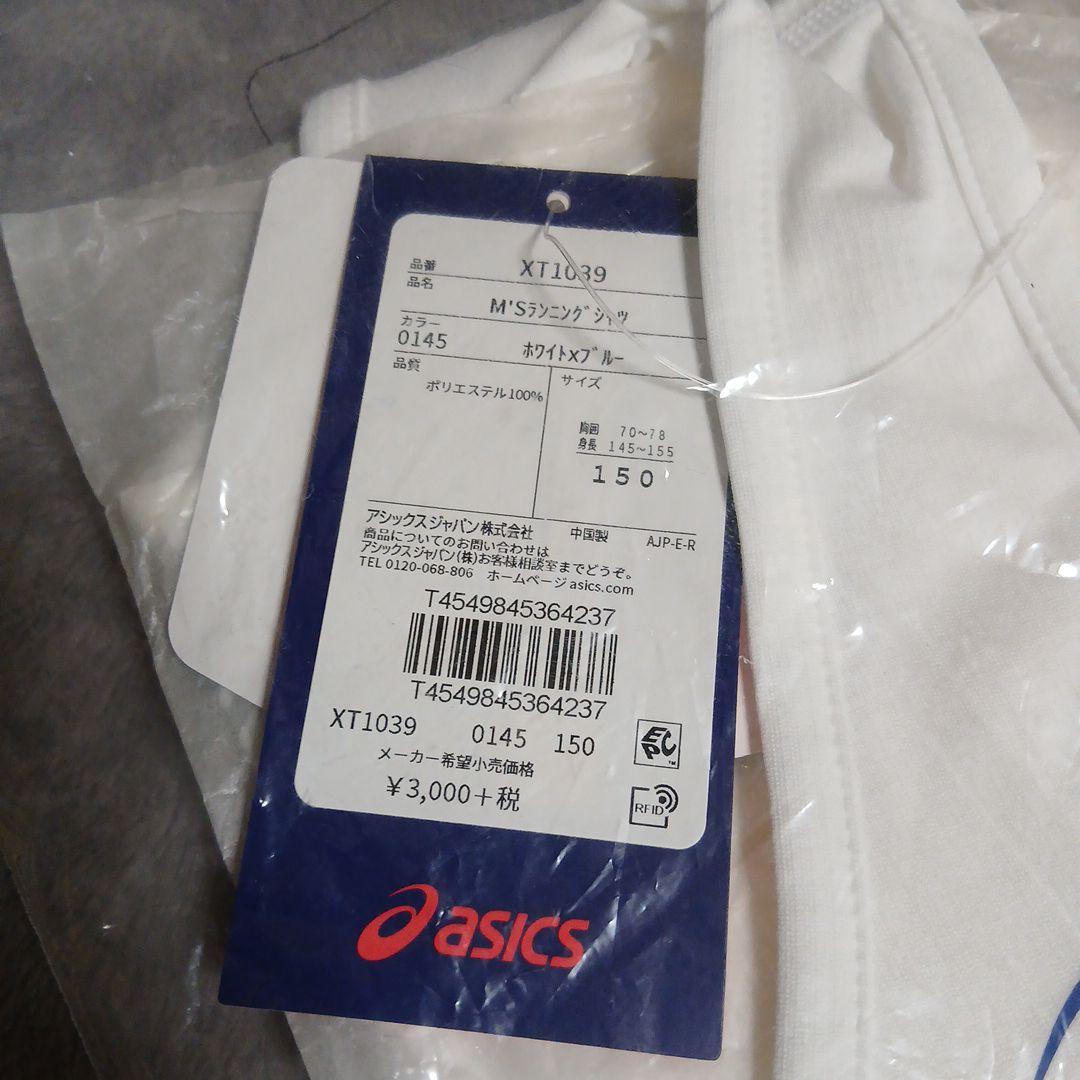 品番 XT1039
品名
M'Sﾗﾝﾆﾝｸﾞｼｬﾂ
カラー
0145 ﾎﾜｲﾄxﾌﾞﾙｰ
品質 サイズ
ポリエステル100%
胸囲 70～78
身長 145～155
150
アシックスジャパン株式会社 中国製 AJP-E-R
商品についてのお問い合わせは
アシックスジャパン(株)お客様相談室までどうぞ。
TEL 0120-068-806 ホームページasics.com
T4549845364237
T4549845364237
XT1039 0145 150
メーカー希望小売価格
¥3,000+税
EPC™
RFID
asics